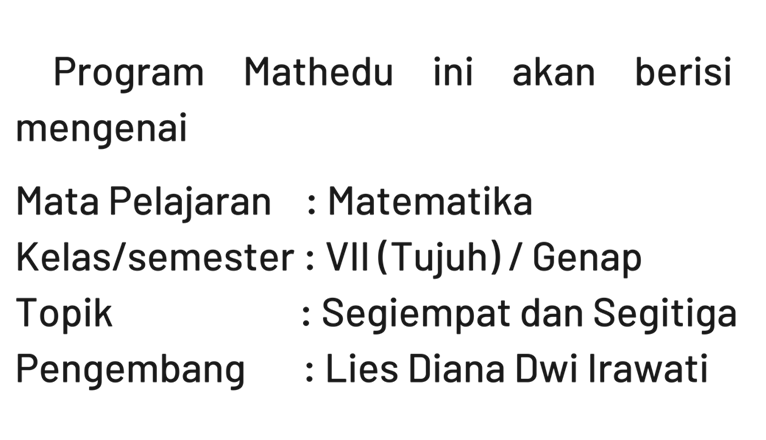 Program Mathedu ini akan berisi
mengenai
Mata Pelajaran : Matematika
Kelas/semester : VII (Tujuh) / Genap
Topik : Segiempat dan Segitiga
Pengembang : Lies Diana Dwi Irawati